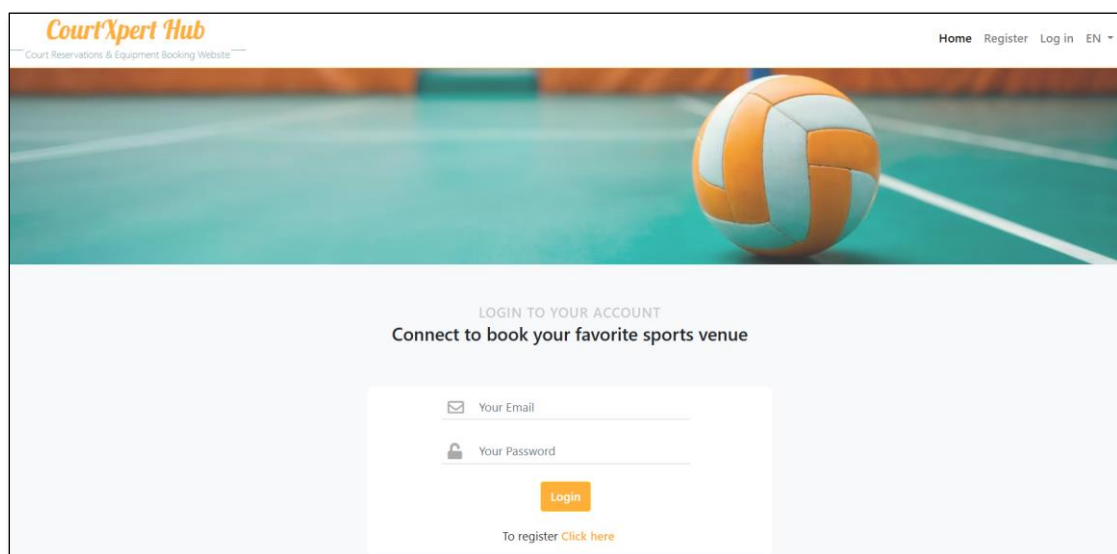 CourtXpert Hub
Court Reservations & Equipment Booking Website
Home Register Log in EN
LOGIN TO YOUR ACCOUNT
Connect to book your favorite sports venue
Your Email
Your Password
Login
To register Click here